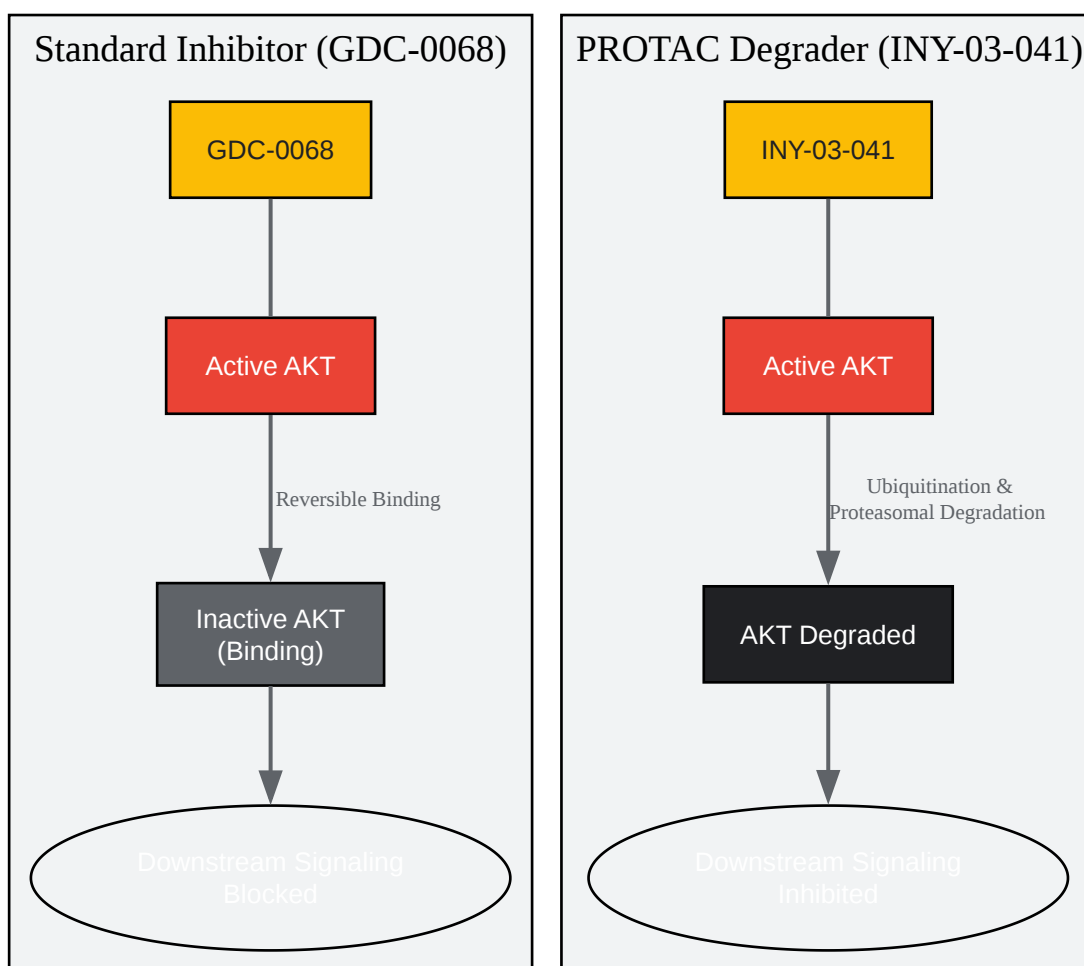 Standard Inhibitor (GDC-0068)
GDC-0068
Active AKT
Reversible Binding
Inactive AKT
(Binding)
Downstream Signaling
Blocked
PROTAC Degrader (INY-03-041)
INY-03-041
Active AKT
Ubiquitination &
Proteasomal Degradation
AKT Degraded
Downstream Signaling
Inhibited